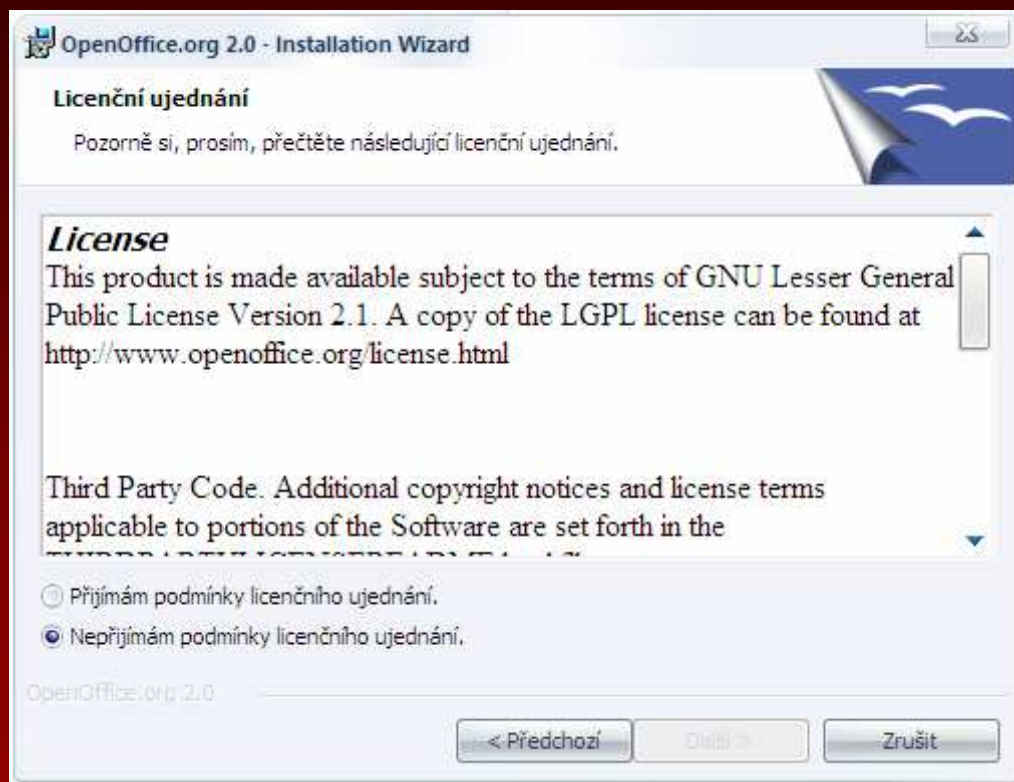 OpenOffice.org 2.0 - Installation Wizard
Licenční ujednání
Pozorně si, prosím, přečtěte následující licenční ujednání.
License
This product is made available subject to the terms of GNU Lesser General
Public License Version 2.1. A copy of the LGPL license can be found at
http://www.openoffice.org/license.html
Third Party Code. Additional copyright notices and license terms
applicable to portions of the Software are set forth in the
Přijímám podmínky licenčního ujednání.
Nepřijímám podmínky licenčního ujednání.
OpenOffice.org 2.0
< Předchozí
Další >
Zrušit